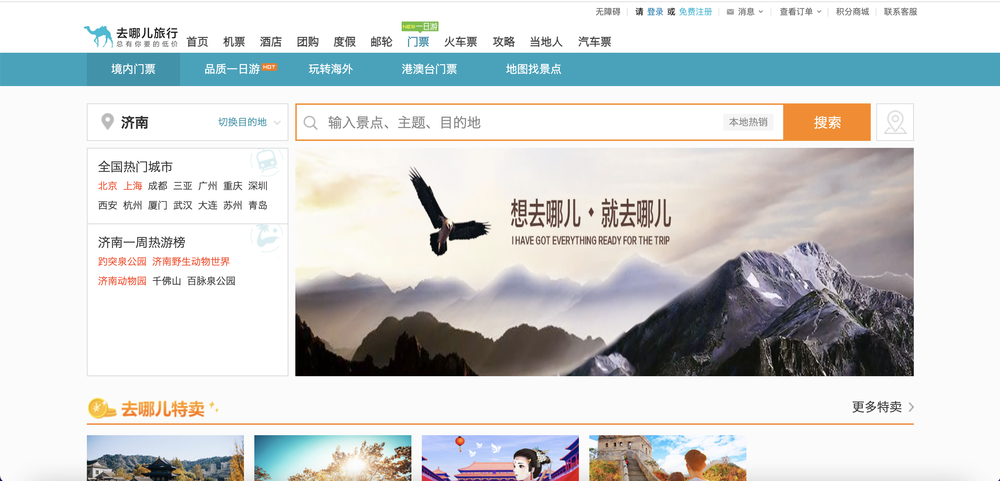 无障碍 请 登录 或 免费注册 消息 查看订单 积分商城 联系客服
去哪儿旅行
总有你要的低价
NEW一日游
首页 机票 酒店 团购 度假 邮轮 门票 火车票 攻略 当地人 汽车票
境内门票 品质一日游 HOT 玩转海外 港澳台门票 地图找景点
济南 切换目的地
输入景点、主题、目的地 本地热销 搜索
全国热门城市
北京 上海 成都 三亚 广州 重庆 深圳
西安 杭州 厦门 武汉 大连 苏州 青岛
济南一周热游榜
趵突泉公园 济南野生动物世界
济南动物园 千佛山 百脉泉公园
想去哪儿·就去哪儿
I HAVE GOT EVERYTHING READY FOR THE TRIP
去哪儿特卖
更多特卖